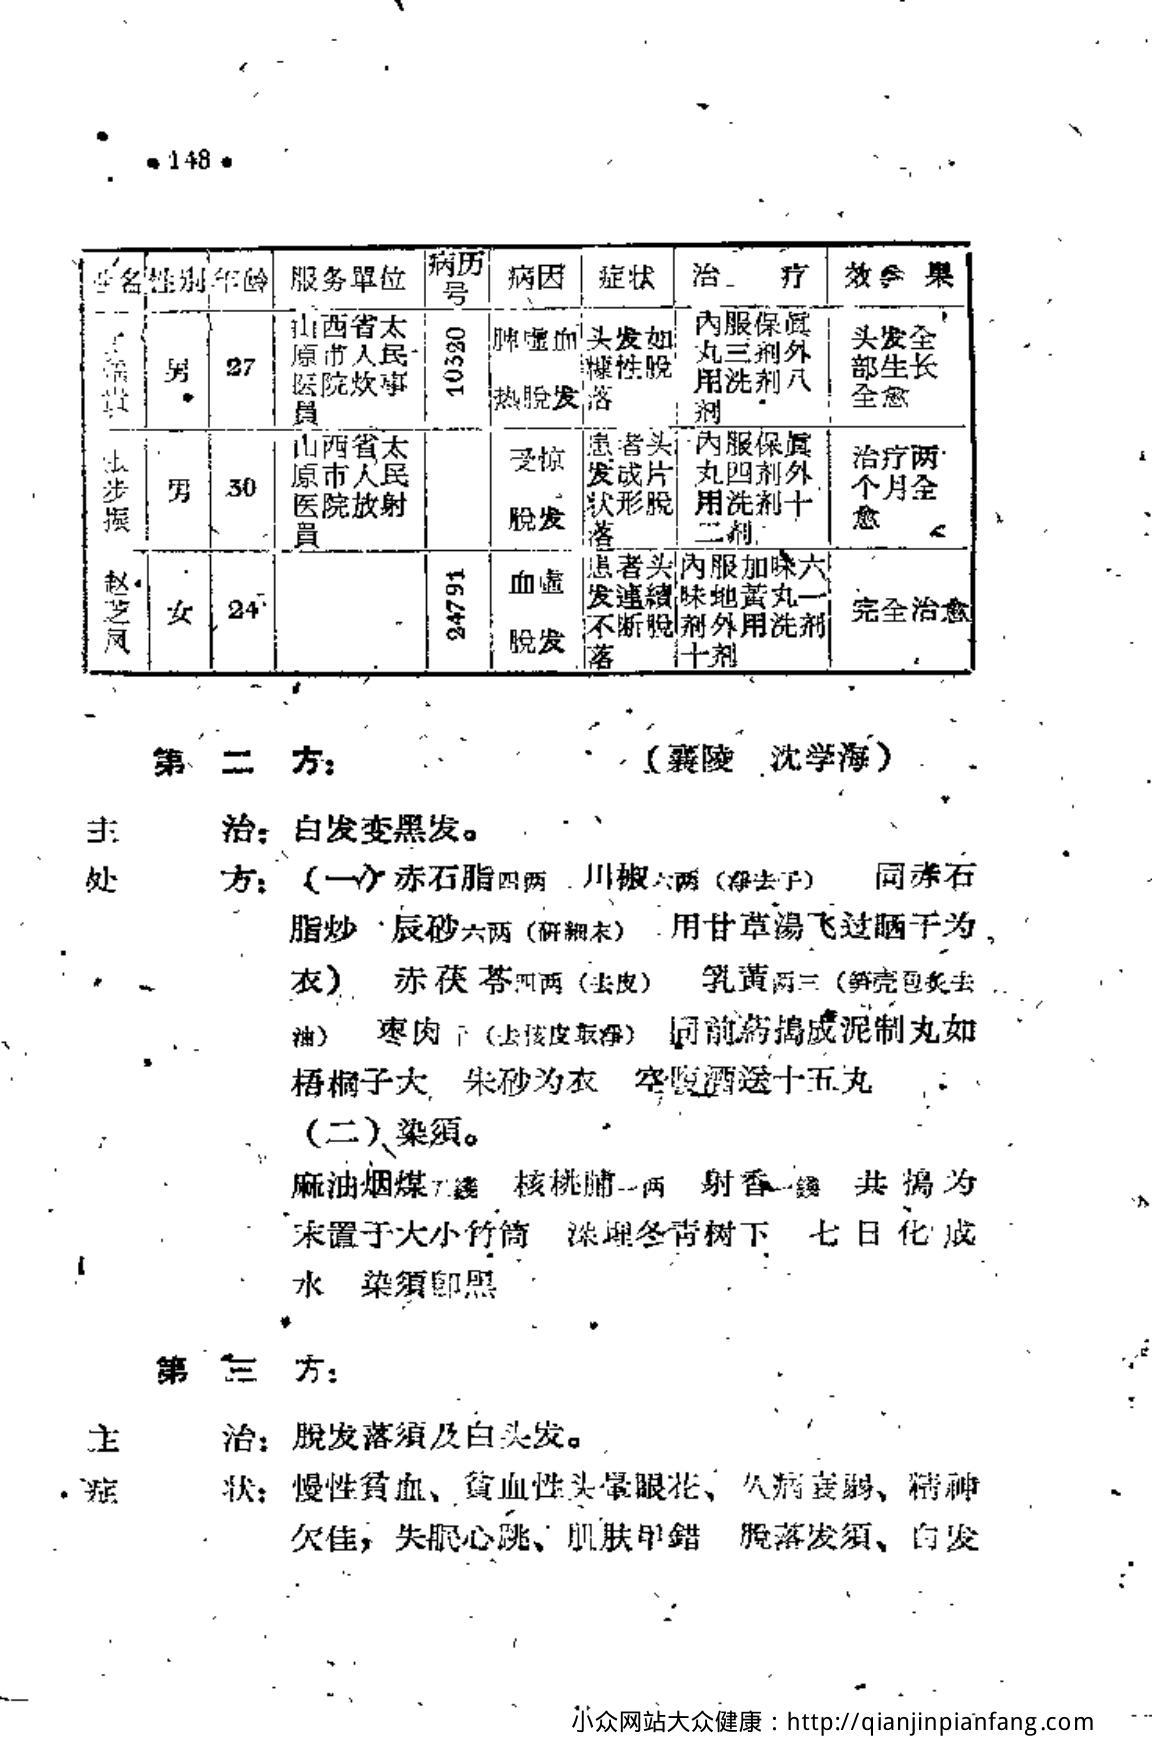 •148•
姓名 性别 年龄 服务單位 病历号 病因 症状 治 疗 效 果
男 27 山西省太原市人民医院炊事員 10320 脾虛血热脫发 头发如糠性脫落 內服保眞丸三剂外用洗剂八剂 头发全部生长全愈
步振 男 30 山西省太原市人民医院放射員 受惊脫发 患者头发成片状形脫落 內服保眞丸四剂外用洗剂十二剂 治疗两个月全愈
赵芝凤 女 24 24791 血虛脫发 患者头发連續不断脫落 內服加味六味地黃丸一剂外用洗剂十剂 完全治愈
第二方： （襄陵 沈学海）
主 治：白发变黑发。
处 方：（一）赤石脂四两 川椒六两（淨去子） 同赤石
脂炒 辰砂六两（研細末） 用甘草湯飞过晒干为
衣） 赤茯苓四两（去皮） 乳黃两三（笋壳包炙去
油） 枣肉 （去核皮取淨） 同前葯搗成泥制丸如
梧桐子大 朱砂为衣 空腹酒送十五丸
（二）染須。
麻油烟煤 錢 核桃脯一两 射香一錢 共搗为
末置于大小竹筒 深埋冬青树下 七日化成
水 染須卽黑
第三方：
主 治：脫发落須及白头发。
症 状：慢性貧血、貧血性头暈眼花、久病衰弱、精神
欠佳，失眠心跳、肌肤甲錯 脫落发須、白发
小众网站大众健康：http://qianjinpianfang.com